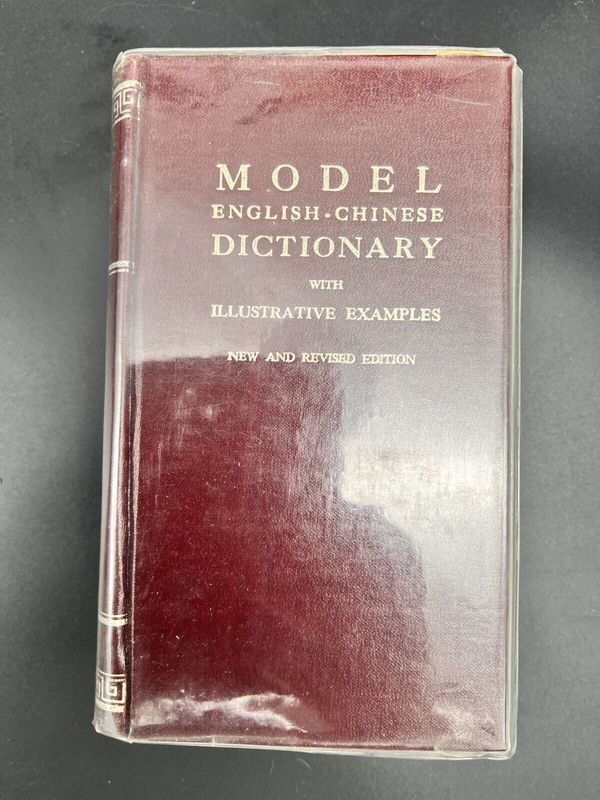 MODEL
ENGLISH-CHINESE
DICTIONARY
WITH
ILLUSTRATIVE EXAMPLES
NEW AND REVISED EDITION